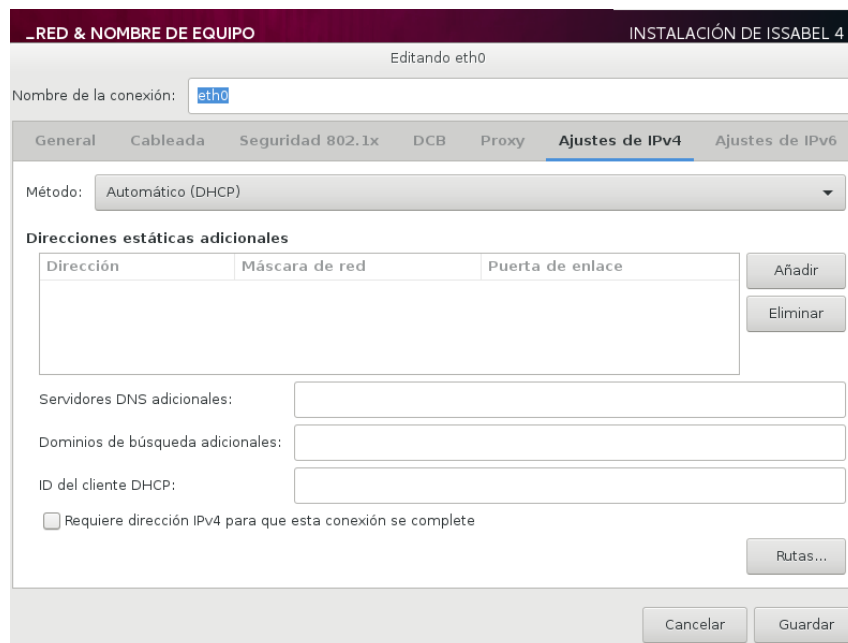 _RED & NOMBRE DE EQUIPO INSTALACIÓN DE ISSABEL 4
Editando eth0
Nombre de la conexión: eth0
General Cableada Seguridad 802.1x DCB Proxy Ajustes de IPv4 Ajustes de IPv6
Método: Automático (DHCP)
Direcciones estáticas adicionales
Dirección Máscara de red Puerta de enlace Añadir
Eliminar
Servidores DNS adicionales:
Dominios de búsqueda adicionales:
ID del cliente DHCP:
Requiere dirección IPv4 para que esta conexión se complete
Rutas...
Cancelar Guardar